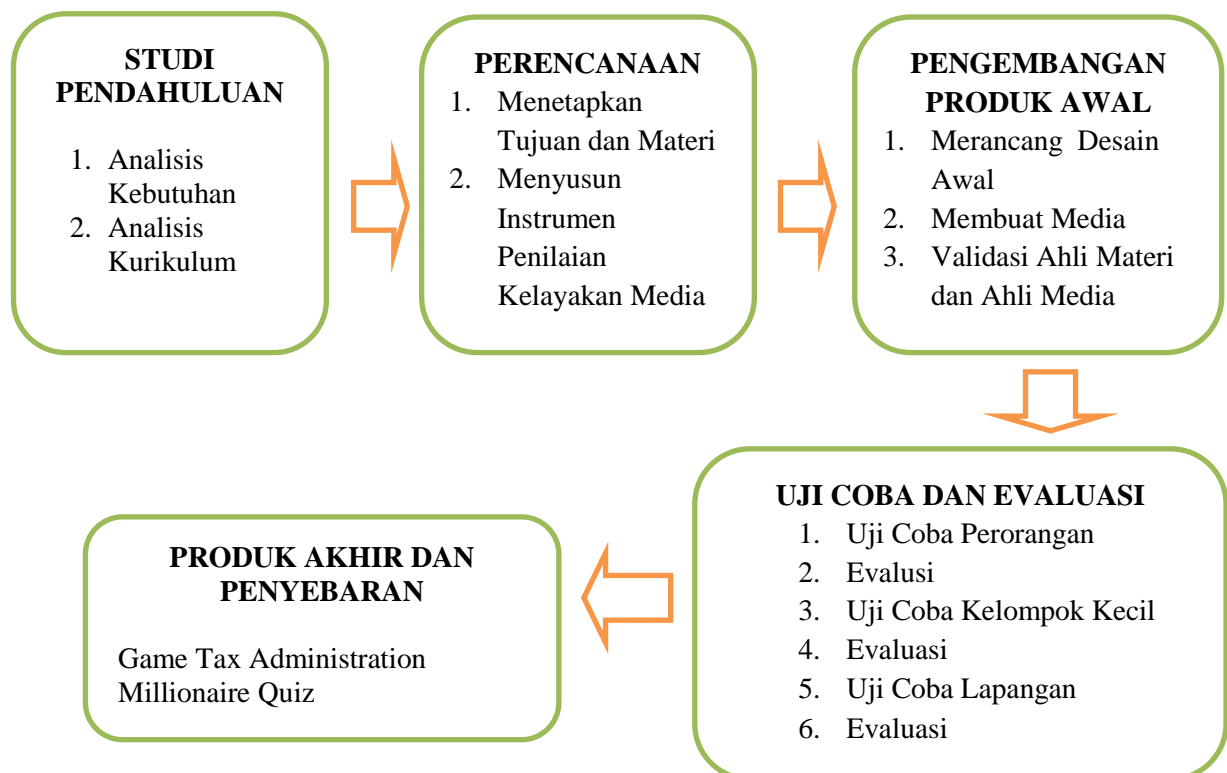 STUDI
PENDAHULUAN
1. Analisis
Kebutuhan
2. Analisis
Kurikulum
PERENCANAAN
1. Menetapkan
Tujuan dan Materi
2. Menyusun
Instrumen
Penilaian
Kelayakan Media
PENGEMBANGAN
PRODUK AWAL
1. Merancang Desain
Awal
2. Membuat Media
3. Validasi Ahli Materi
dan Ahli Media
UJI COBA DAN EVALUASI
1. Uji Coba Perorangan
2. Evalusi
3. Uji Coba Kelompok Kecil
4. Evaluasi
5. Uji Coba Lapangan
6. Evaluasi
PRODUK AKHIR DAN
PENYEBARAN
Game Tax Administration
Millionaire Quiz